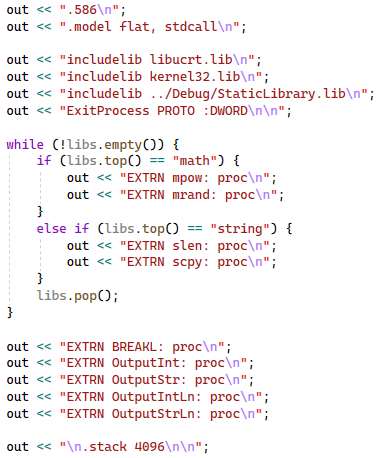 out << ".586\n";
out << ".model flat, stdcall\n";

out << "includelib libucrt.lib\n";
out << "includelib kernel32.lib\n";
out << "includelib ../Debug/StaticLibrary.lib\n";
out << "ExitProcess PROTO :DWORD\n\n";

while (!libs.empty()) {
    if (libs.top() == "math") {
        out << "EXTRN mpow: proc\n";
        out << "EXTRN mrand: proc\n";
    }
    else if (libs.top() == "string") {
        out << "EXTRN slen: proc\n";
        out << "EXTRN scpy: proc\n";
    }
    libs.pop();
}

out << "EXTRN BREAKL: proc\n";
out << "EXTRN OutputInt: proc\n";
out << "EXTRN OutputStr: proc\n";
out << "EXTRN OutputIntLn: proc\n";
out << "EXTRN OutputStrLn: proc\n";

out << "\n.stack 4096\n\n";